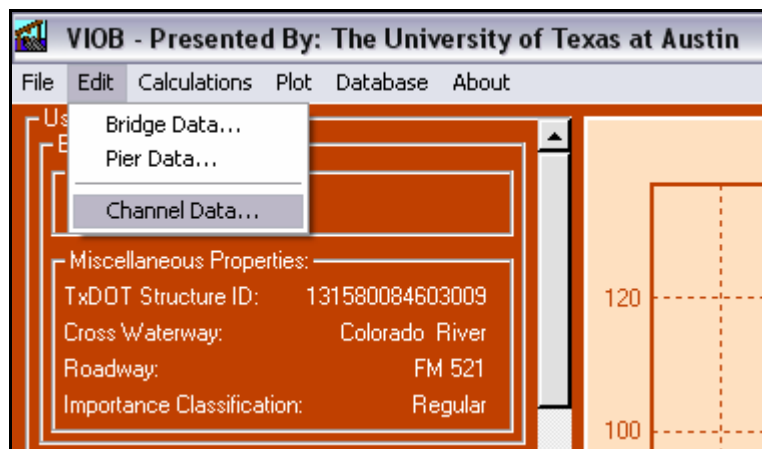 VIOB - Presented By: The University of Texas at Austin
File Edit Calculations Plot Database About
Bridge Data...
Pier Data...
Channel Data...
Miscellaneous Properties:
TxDOT Structure ID: 131580084603009
Cross Waterway: Colorado River
Roadway: FM 521
Importance Classification: Regular
120
100